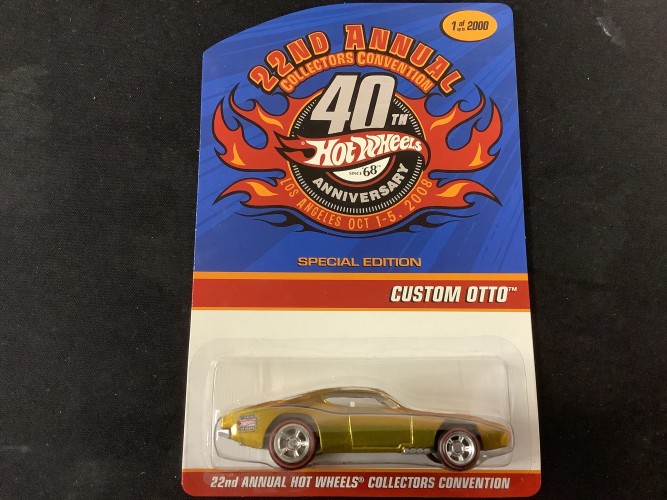 1 of 2000
22ND ANNUAL
COLLECTORS CONVENTION
40TH
Hot Wheels
SINCE 68™
ANNIVERSARY
LOS ANGELES OCT 1-5, 2008
SPECIAL EDITION
CUSTOM OTTO™
22nd ANNUAL HOT WHEELS® COLLECTORS CONVENTION